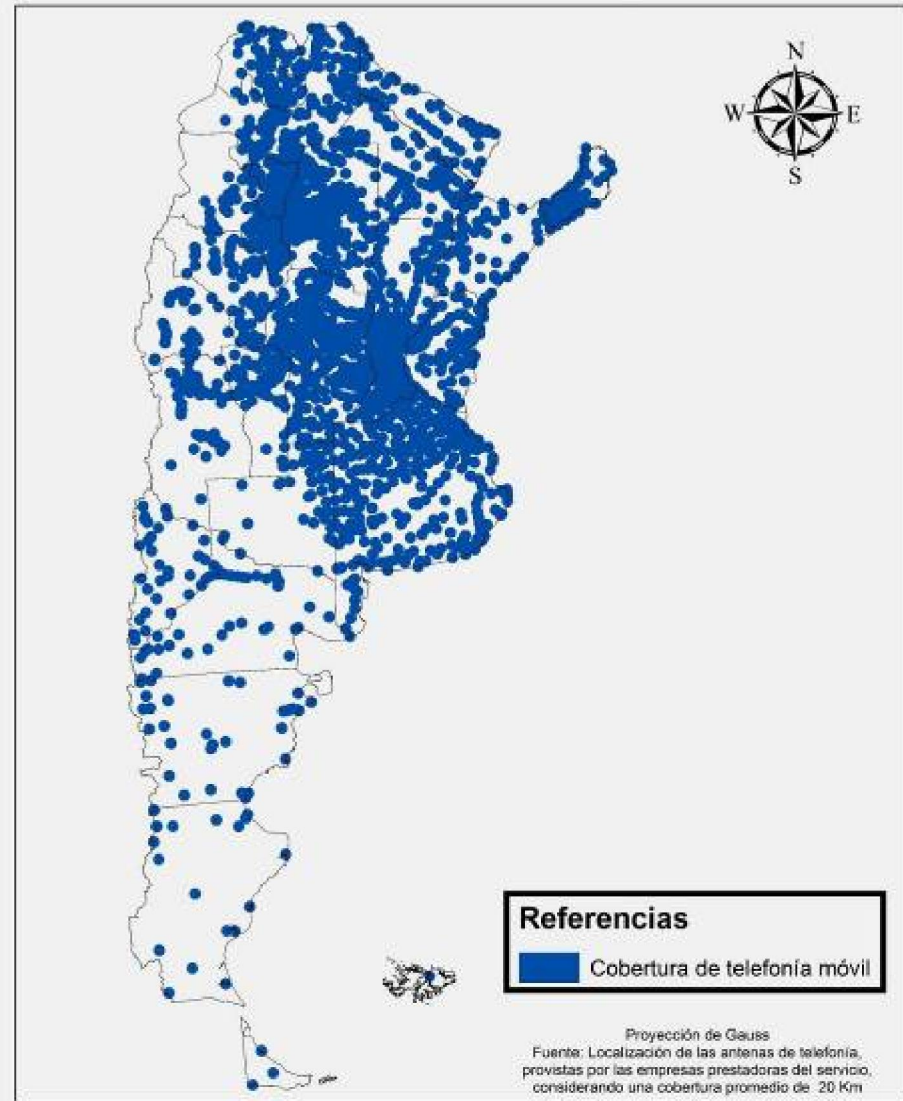 N
W E
S
Referencias
Cobertura de telefonía móvil
Proyección de Gauss
Fuente: Localización de las antenas de telefonía,
provistas por las empresas prestadoras del servicio,
considerando una cobertura promedio de 20 Km